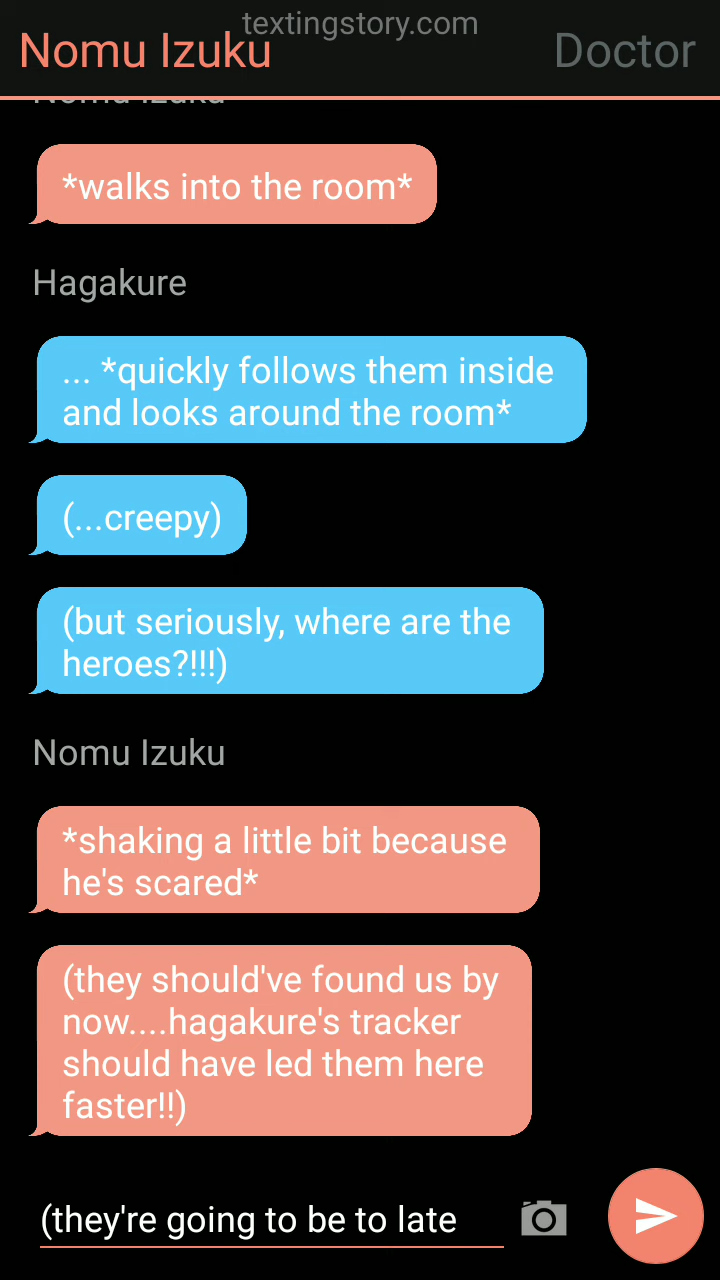 textingstory.com
Nomu Izuku
Doctor
Nomu Izuku
*walks into the room*
Hagakure
... *quickly follows them inside
and looks around the room*
(...creepy)
(but seriously, where are the
heroes?!!!)
Nomu Izuku
*shaking a little bit because
he's scared*
(they should've found us by
now....hagakure's tracker
should have led them here
faster!!)
(they're going to be to late